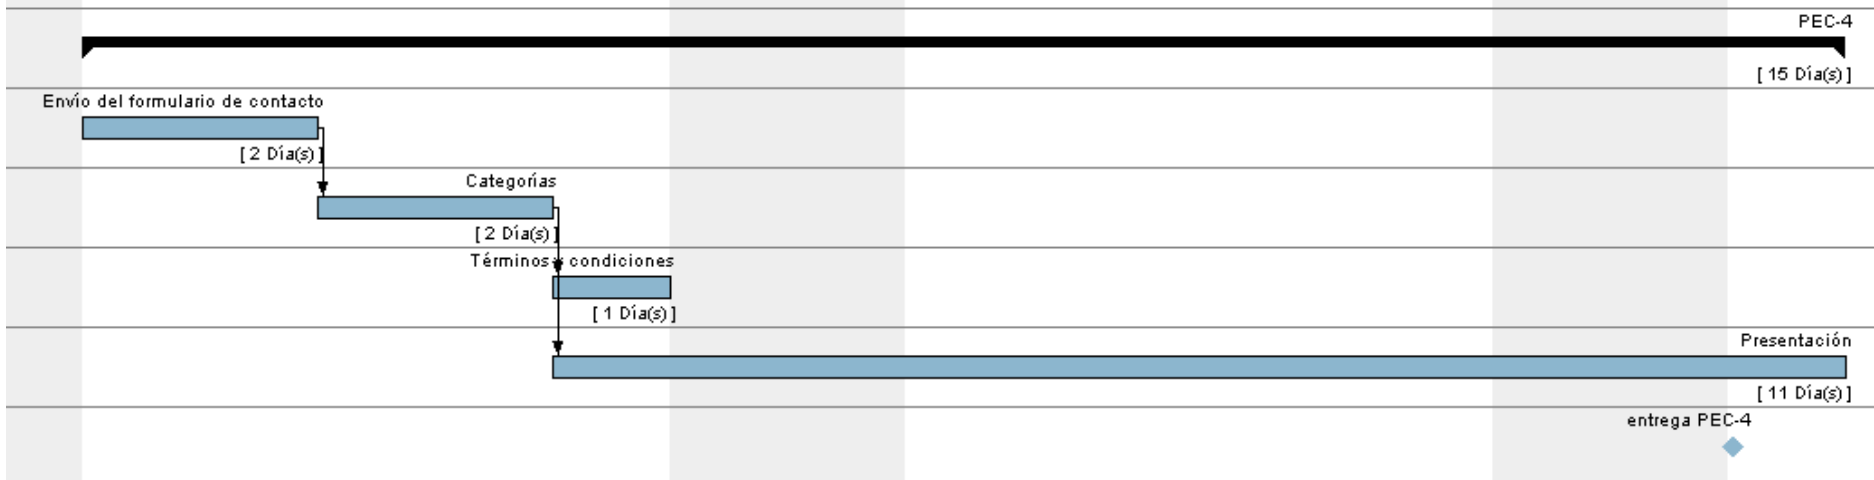 PEC-4
[ 15 Día(s) ]
Envío del formulario de contacto
[ 2 Día(s) ]
Categorías
[ 2 Día(s) ]
Términos y condiciones
[ 1 Día(s) ]
Presentación
[ 11 Día(s) ]
entrega PEC-4